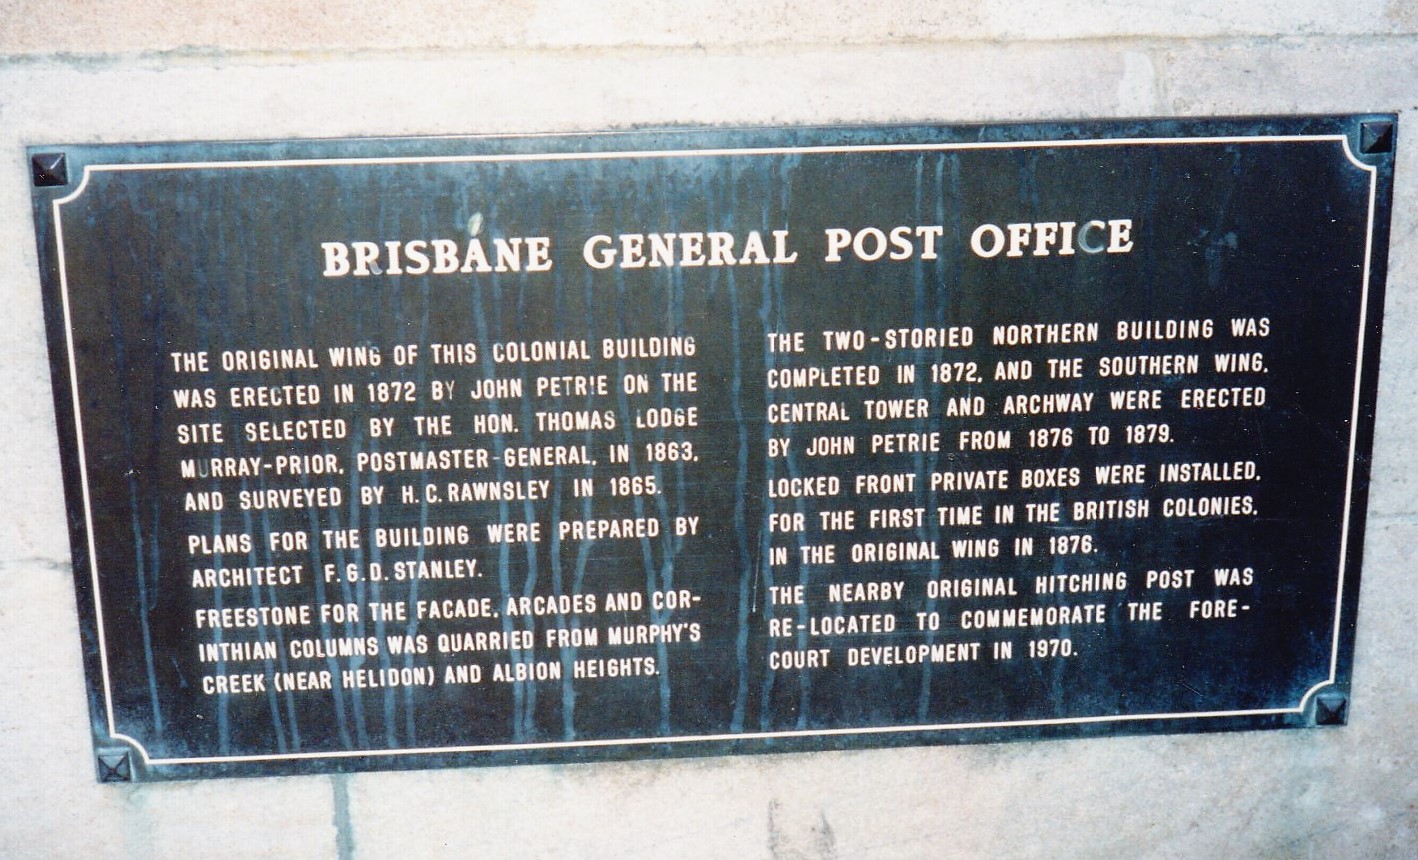 BRISBANE GENERAL POST OFFICE
THE ORIGINAL WING OF THIS COLONIAL BUILDING
WAS ERECTED IN 1872 BY JOHN PETRIE ON THE
SITE SELECTED BY THE HON. THOMAS LODGE
MURRAY-PRIOR, POSTMASTER-GENERAL, IN 1863,
AND SURVEYED BY H.C. RAWNSLEY IN 1865.
PLANS FOR THE BUILDING WERE PREPARED BY
ARCHITECT F.G.D. STANLEY.
FREESTONE FOR THE FACADE, ARCADES AND COR-
INTHIAN COLUMNS WAS QUARRIED FROM MURPHY'S
CREEK (NEAR HELIDON) AND ALBION HEIGHTS.
THE TWO-STORIED NORTHERN BUILDING WAS
COMPLETED IN 1872, AND THE SOUTHERN WING,
CENTRAL TOWER AND ARCHWAY WERE ERECTED
BY JOHN PETRIE FROM 1876 TO 1879.
LOCKED FRONT PRIVATE BOXES WERE INSTALLED,
FOR THE FIRST TIME IN THE BRITISH COLONIES,
IN THE ORIGINAL WING IN 1876.
THE NEARBY ORIGINAL HITCHING POST WAS
RE-LOCATED TO COMMEMORATE THE FORE-
COURT DEVELOPMENT IN 1970.